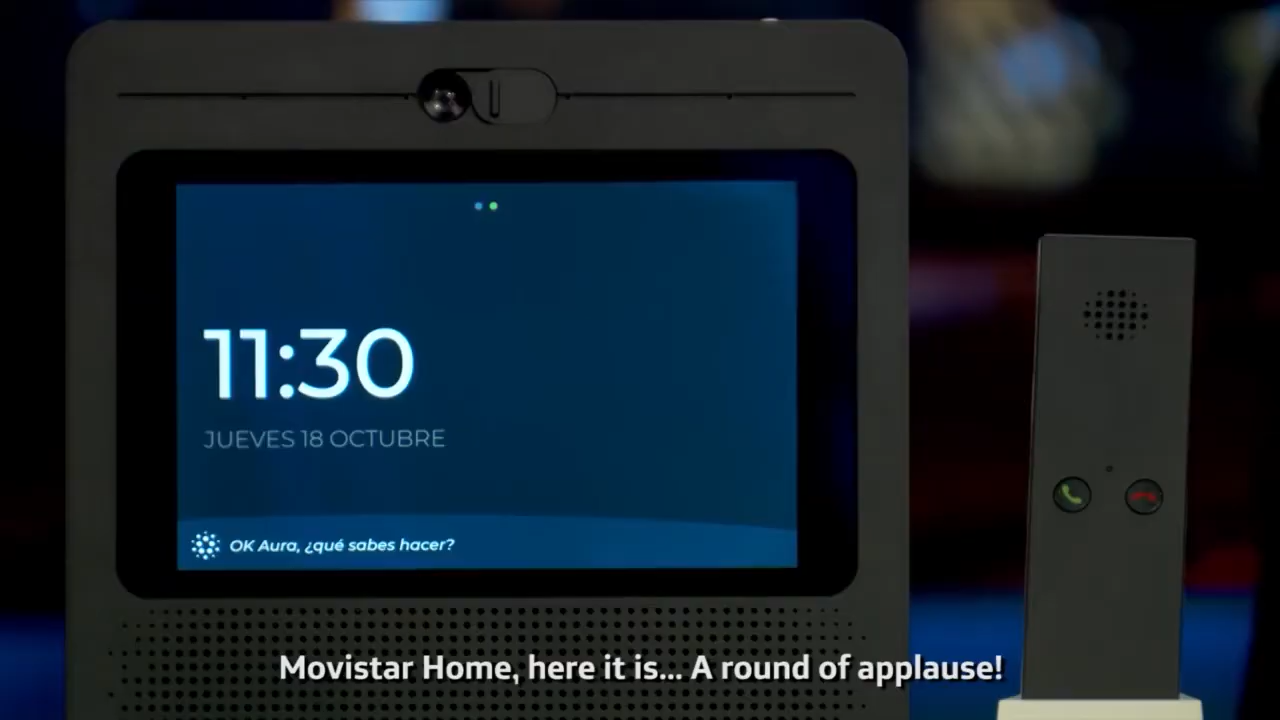 11:30
JUEVES 18 OCTUBRE
OK Aura, ¿qué sabes hacer?
Movistar Home, here it is... A round of applause!